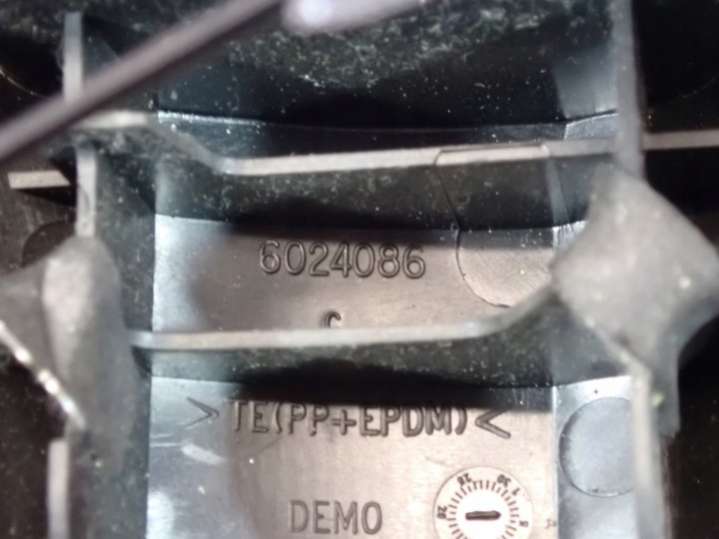 6024086
C
>TE(PP+EPDM)<
DEMO